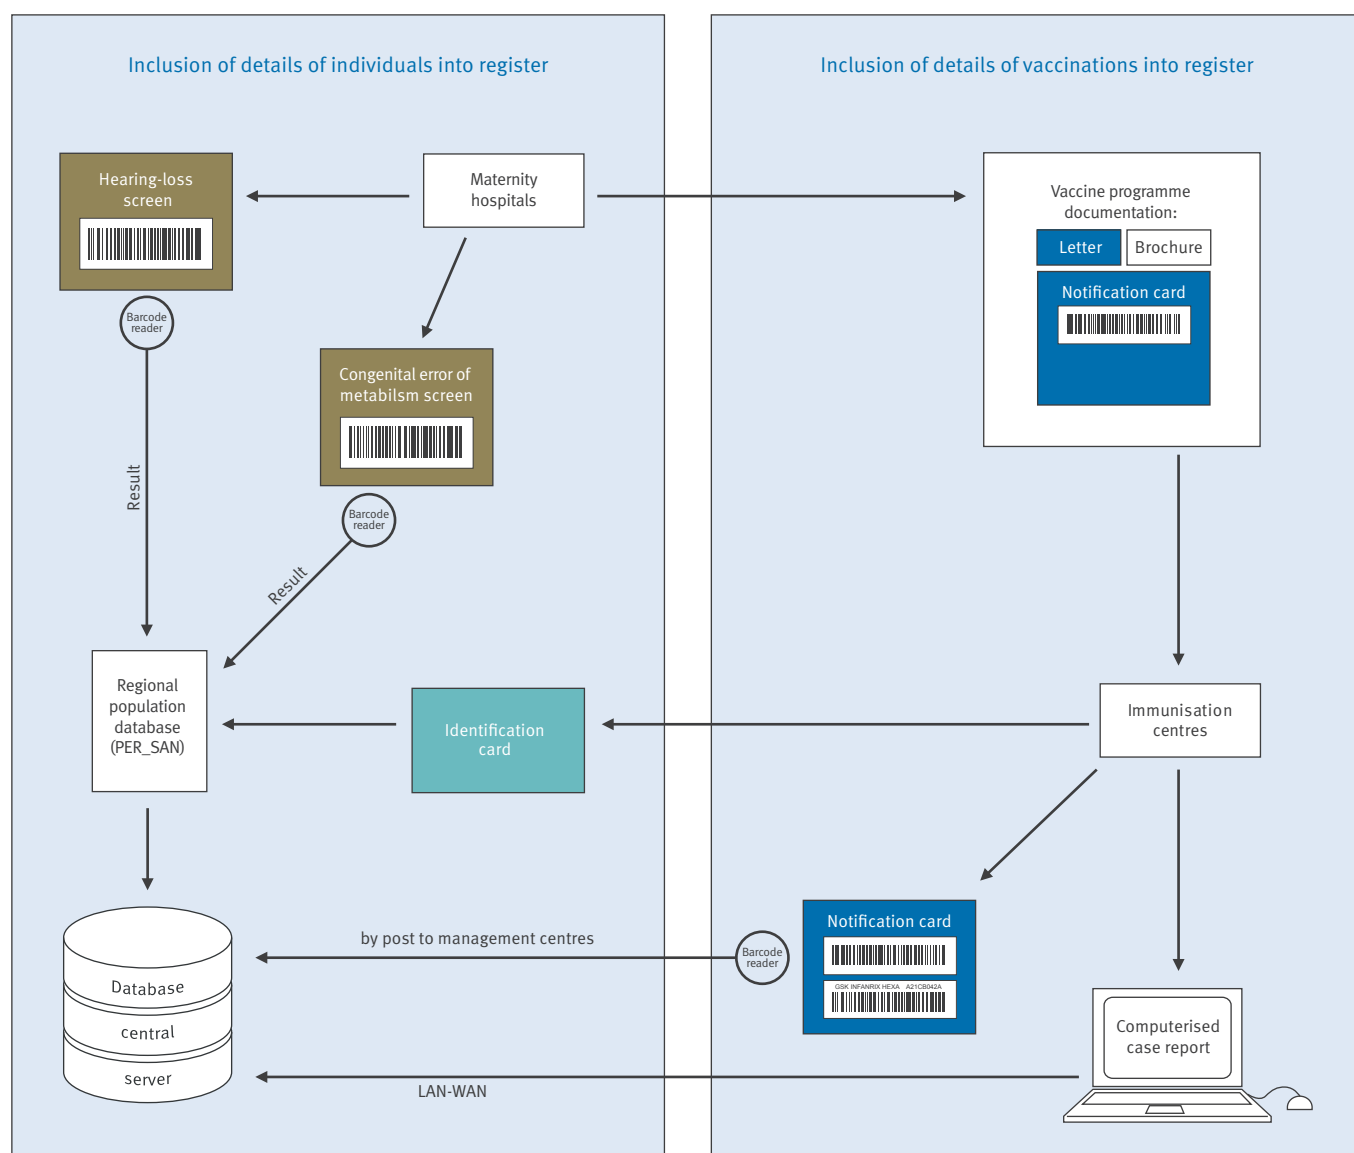 Inclusion of details of individuals into register
Hearing-loss
screen
Maternity
hospitals
Barcode
reader
Congenital error of
metabilsm screen
Barcode
reader
Result
Result
Regional
population
database
(PER_SAN)
Identification
card
by post to management centres
Database
central
server
LAN-WAN
Inclusion of details of vaccinations into register
Vaccine programme
documentation:
Letter
Brochure
Notification card
Immunisation
centres
Notification card
GSK INFANRIX HEXA A21CB042A
Barcode
reader
Computerised
case report